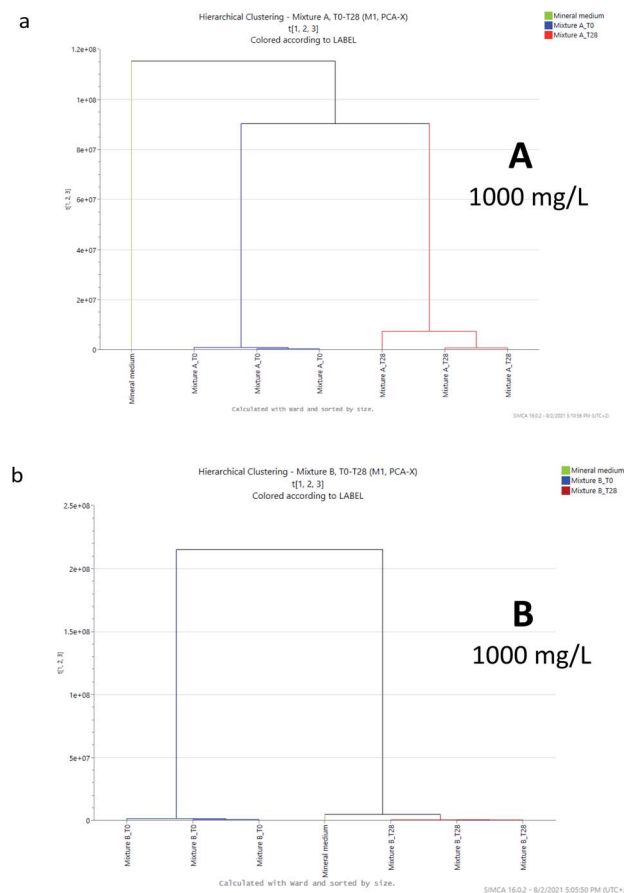 a
Hierarchical Clustering - Mixture A, T0-T28 (M1, PCA-X)
t[1, 2, 3]
Colored according to LABEL
Mineral medium
Mixture A_T0
Mixture A_T28
1.2e+08
1e+08
8e+07
6e+07
4e+07
2e+07
0
t[1, 2, 3]
A
1000 mg/L
Mineral medium
Mixture A_T0
Mixture A_T0
Mixture A_T0
Mixture A_T28
Mixture A_T28
Mixture A_T28
Calculated with Ward and sorted by size.
SIMCA 16.0.2 - 8/2/2021 5:10:56 PM (UTC+2)
b
Hierarchical Clustering - Mixture B, T0-T28 (M1, PCA-X)
t[1, 2, 3]
Colored according to LABEL
Mineral medium
Mixture B_T0
Mixture B_T28
2.5e+08
2e+08
1.5e+08
1e+08
5e+07
0
t[1, 2, 3]
B
1000 mg/L
Mixture B_T0
Mixture B_T0
Mixture B_T0
Mineral medium
Mixture B_T28
Mixture B_T28
Mixture B_T28
Calculated with Ward and sorted by size.
SIMCA 16.0.2 - 8/2/2021 5:05:50 PM (UTC+